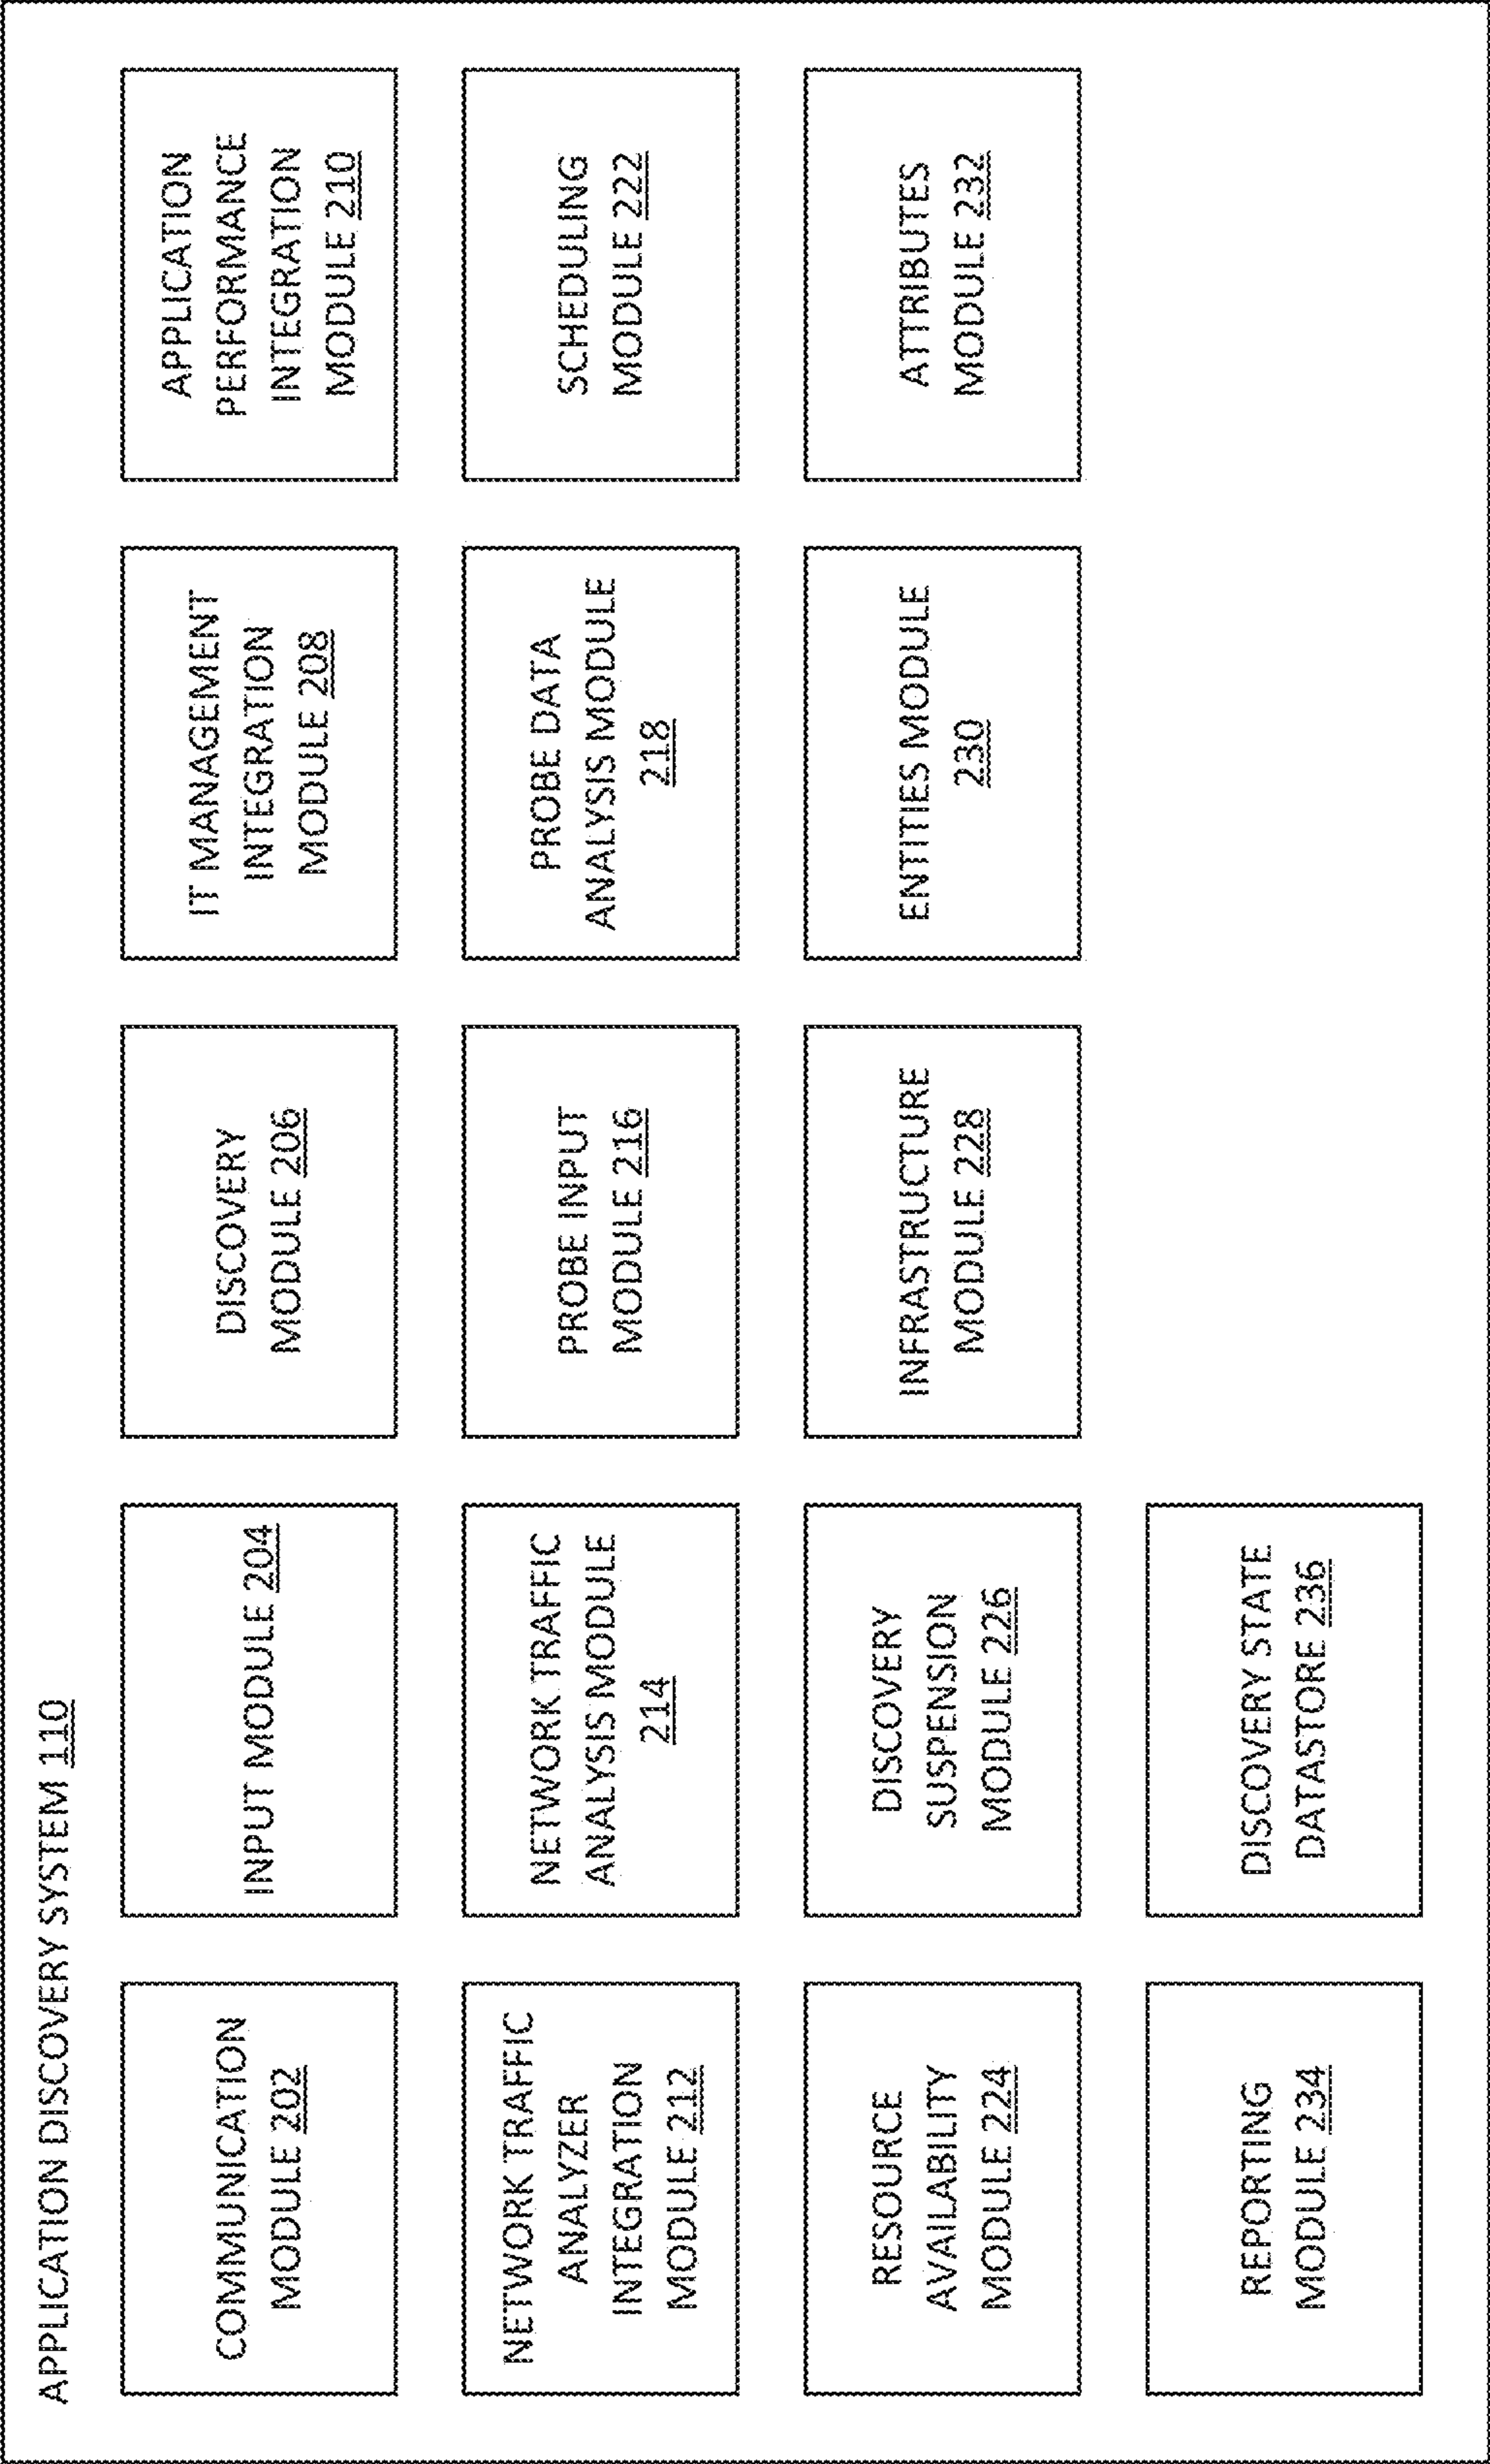 APPLICATION DISCOVERY SYSTEM 110
COMMUNICATION
MODULE 202
INPUT MODULE 204
DISCOVERY
MODULE 206
IT MANAGEMENT
INTEGRATION
MODULE 208
APPLICATION
PERFORMANCE
INTEGRATION
MODULE 210
NETWORK TRAFFIC
ANALYZER
INTEGRATION
MODULE 212
NETWORK TRAFFIC
ANALYSIS MODULE
214
PROBE INPUT
MODULE 216
PROBE DATA
ANALYSIS MODULE
218
SCHEDULING
MODULE 222
RESOURCE
AVAILABILITY
MODULE 224
DISCOVERY
SUSPENSION
MODULE 226
INFRASTRUCTURE
MODULE 228
ENTITIES MODULE
230
ATTRIBUTES
MODULE 232
REPORTING
MODULE 234
DISCOVERY STATE
DATASTORE 236